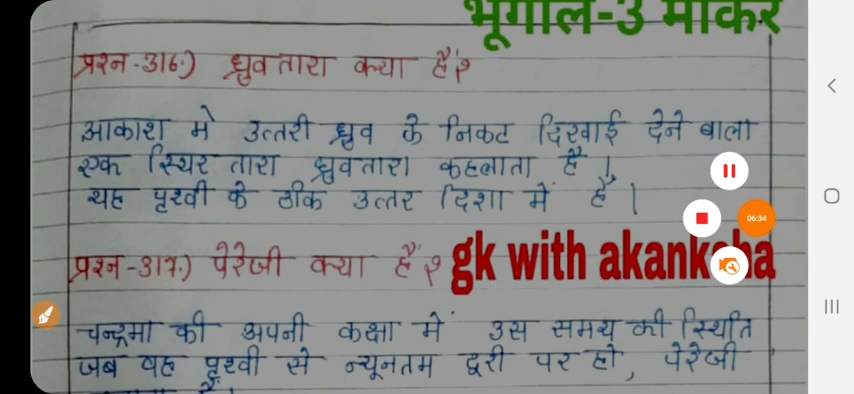 भूगोल-उ मॉकर
प्रश्न-316.) ध्रुवतारा क्या हैं?
आकाश मे उत्तरी ध्रुव के निकट दिखाई देने बाला
एक स्थिर तारा ध्रुवतारा कहलाता है।
यह पृथ्वी के ठीक उत्तर दिशा में है।
06:34
प्रश्न-317.) पेरेजी क्या हैं?
gk with akanksha
चन्द्रमा की अपनी कक्षा में उस समय की स्थिति
जब वह पृथ्वी से न्यूनतम दूरी पर हो, पेरेजी